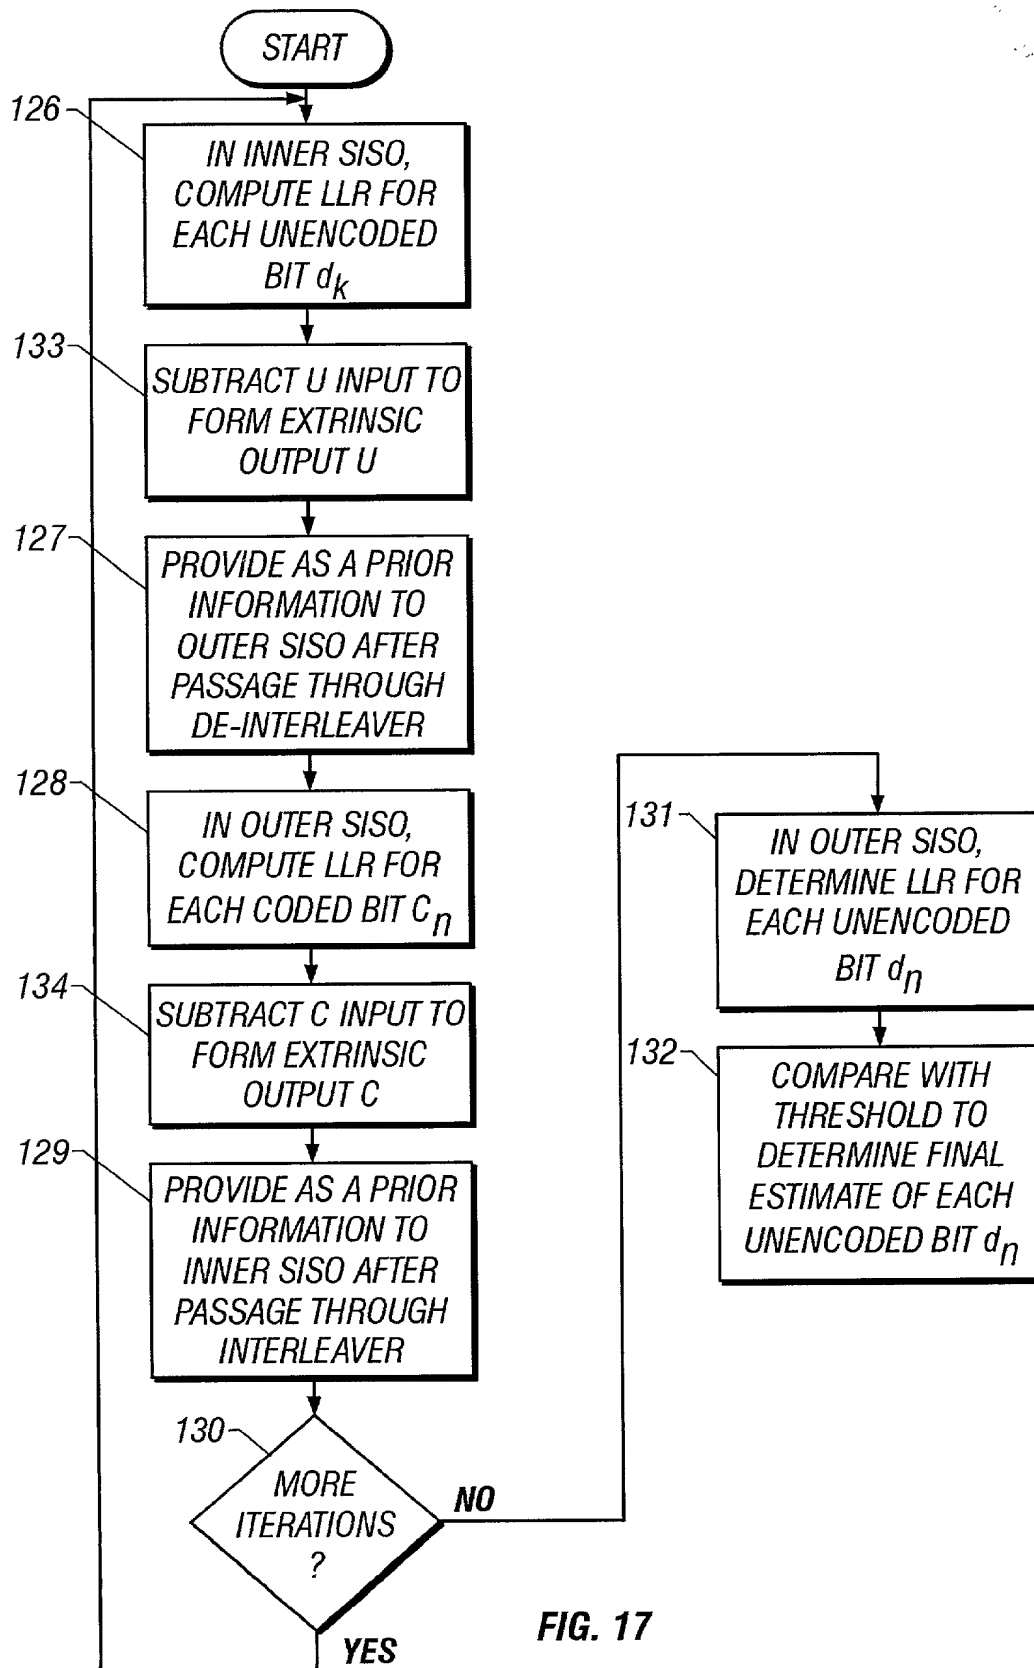 START
126
IN INNER SISO,
COMPUTE LLR FOR
EACH UNENCODED
BIT dk
133
SUBTRACT U INPUT TO
FORM EXTRINSIC
OUTPUT U
127
PROVIDE AS A PRIOR
INFORMATION TO
OUTER SISO AFTER
PASSAGE THROUGH
DE-INTERLEAVER
128
IN OUTER SISO,
COMPUTE LLR FOR
EACH CODED BIT Cn
134
SUBTRACT C INPUT TO
FORM EXTRINSIC
OUTPUT C
129
PROVIDE AS A PRIOR
INFORMATION TO
INNER SISO AFTER
PASSAGE THROUGH
INTERLEAVER
130
MORE
ITERATIONS
?
NO
YES
131
IN OUTER SISO,
DETERMINE LLR FOR
EACH UNENCODED
BIT dn
132
COMPARE WITH
THRESHOLD TO
DETERMINE FINAL
ESTIMATE OF EACH
UNENCODED BIT dn
FIG. 17